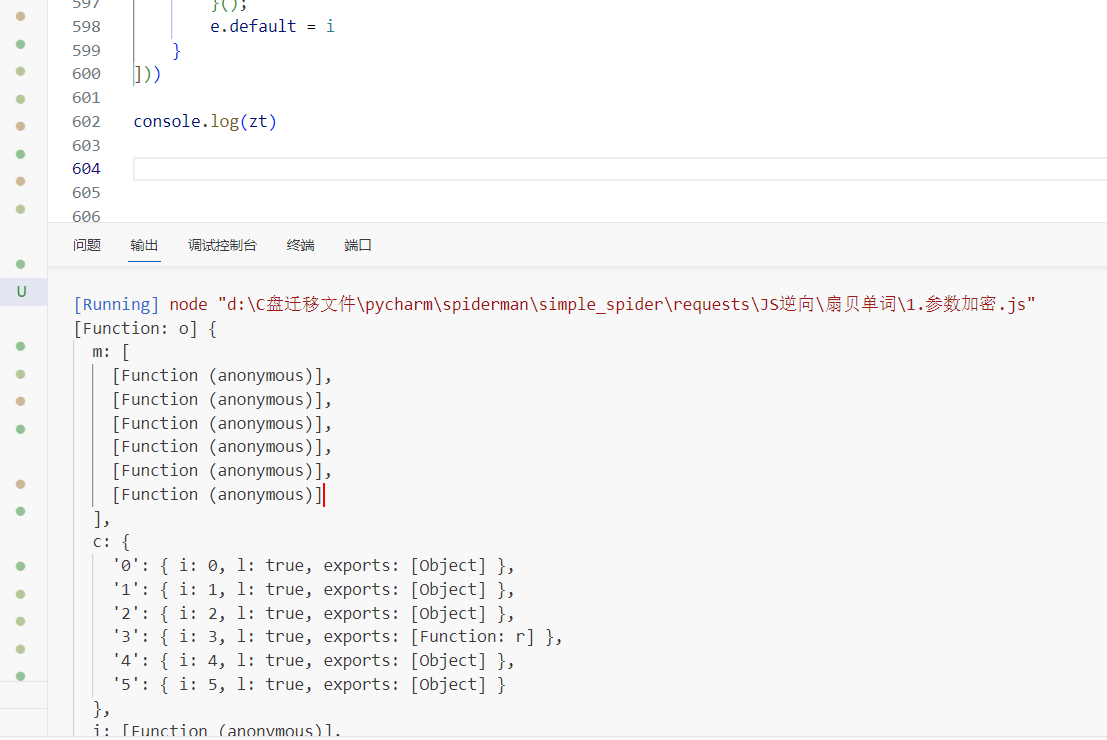 597 }();
598 e.default = i
599 }
600 ]))
601
602 console.log(zt)
603
604
605
606
U
问题 输出 调试控制台 终端 端口
[Running] node "d:\C盘迁移文件\pycharm\spiderman\simple_spider\requests\JS逆向\扇贝单词\1.参数加密.js"
[Function: o] {
m: [
[Function (anonymous)],
[Function (anonymous)],
[Function (anonymous)],
[Function (anonymous)],
[Function (anonymous)],
[Function (anonymous)]
],
c: {
'0': { i: 0, l: true, exports: [Object] },
'1': { i: 1, l: true, exports: [Object] },
'2': { i: 2, l: true, exports: [Object] },
'3': { i: 3, l: true, exports: [Function: r] },
'4': { i: 4, l: true, exports: [Object] },
'5': { i: 5, l: true, exports: [Object] }
},
i: [Function (anonymous)],